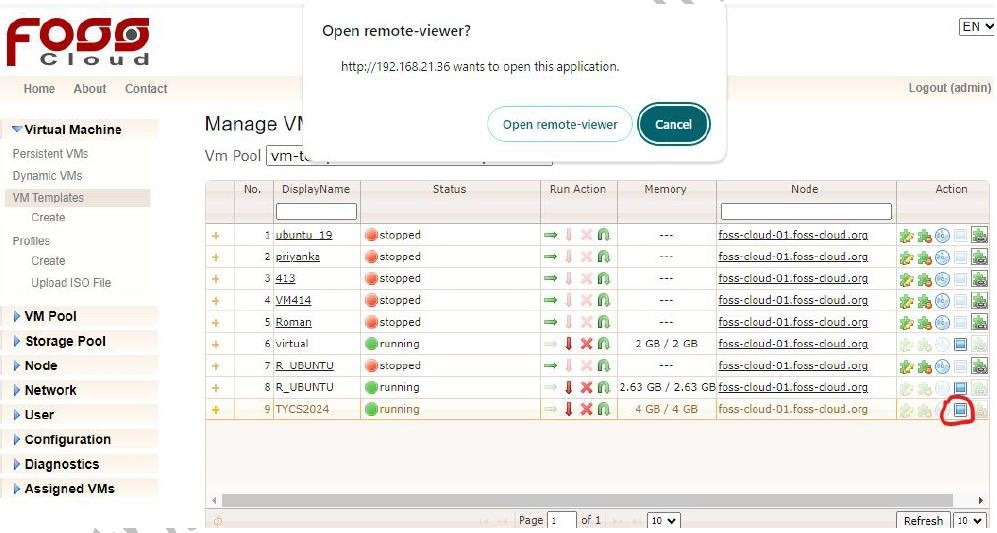 Open remote-viewer?
http://192.168.21.36 wants to open this application.
Open remote-viewer Cancel
FOSS
Cloud
EN
Home About Contact Logout (admin)
Virtual Machine
Persistent VMs
Dynamic VMs
VM Templates
Create
Profiles
Create
Upload ISO File
VM Pool
Storage Pool
Node
Network
User
Configuration
Diagnostics
Assigned VMs
Manage VM
Vm Pool
No. DisplayName Status Run Action Memory Node Action
1 ubuntu_19 stopped --- foss-cloud-01.foss-cloud.org
2 priyanka stopped --- foss-cloud-01.foss-cloud.org
3 413 stopped --- foss-cloud-01.foss-cloud.org
4 VM414 stopped --- foss-cloud-01.foss-cloud.org
5 Roman stopped --- foss-cloud-01.foss-cloud.org
6 virtual running 2 GB / 2 GB foss-cloud-01.foss-cloud.org
7 R_UBUNTU stopped --- foss-cloud-01.foss-cloud.org
8 R_UBUNTU running 2.63 GB / 2.63 GB foss-cloud-01.foss-cloud.org
9 TYCS2024 running 4 GB / 4 GB foss-cloud-01.foss-cloud.org
Page 1 of 1 10 Refresh 10